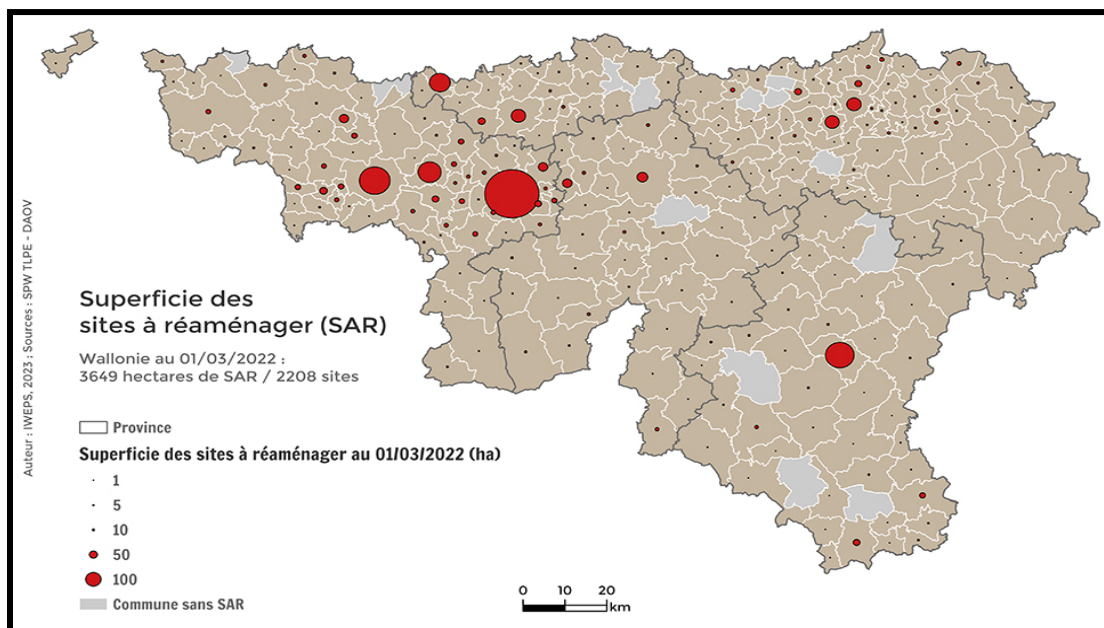 Superficie des
sites à réaménager (SAR)
Wallonie au 01/03/2022 :
3649 hectares de SAR / 2208 sites
Province
Superficie des sites à réaménager au 01/03/2022 (ha)
1
5
10
50
100
Commune sans SAR
0 10 20
km
Auteur : IWEPS, 2023 ; Sources : SPW TLPE - DAOV